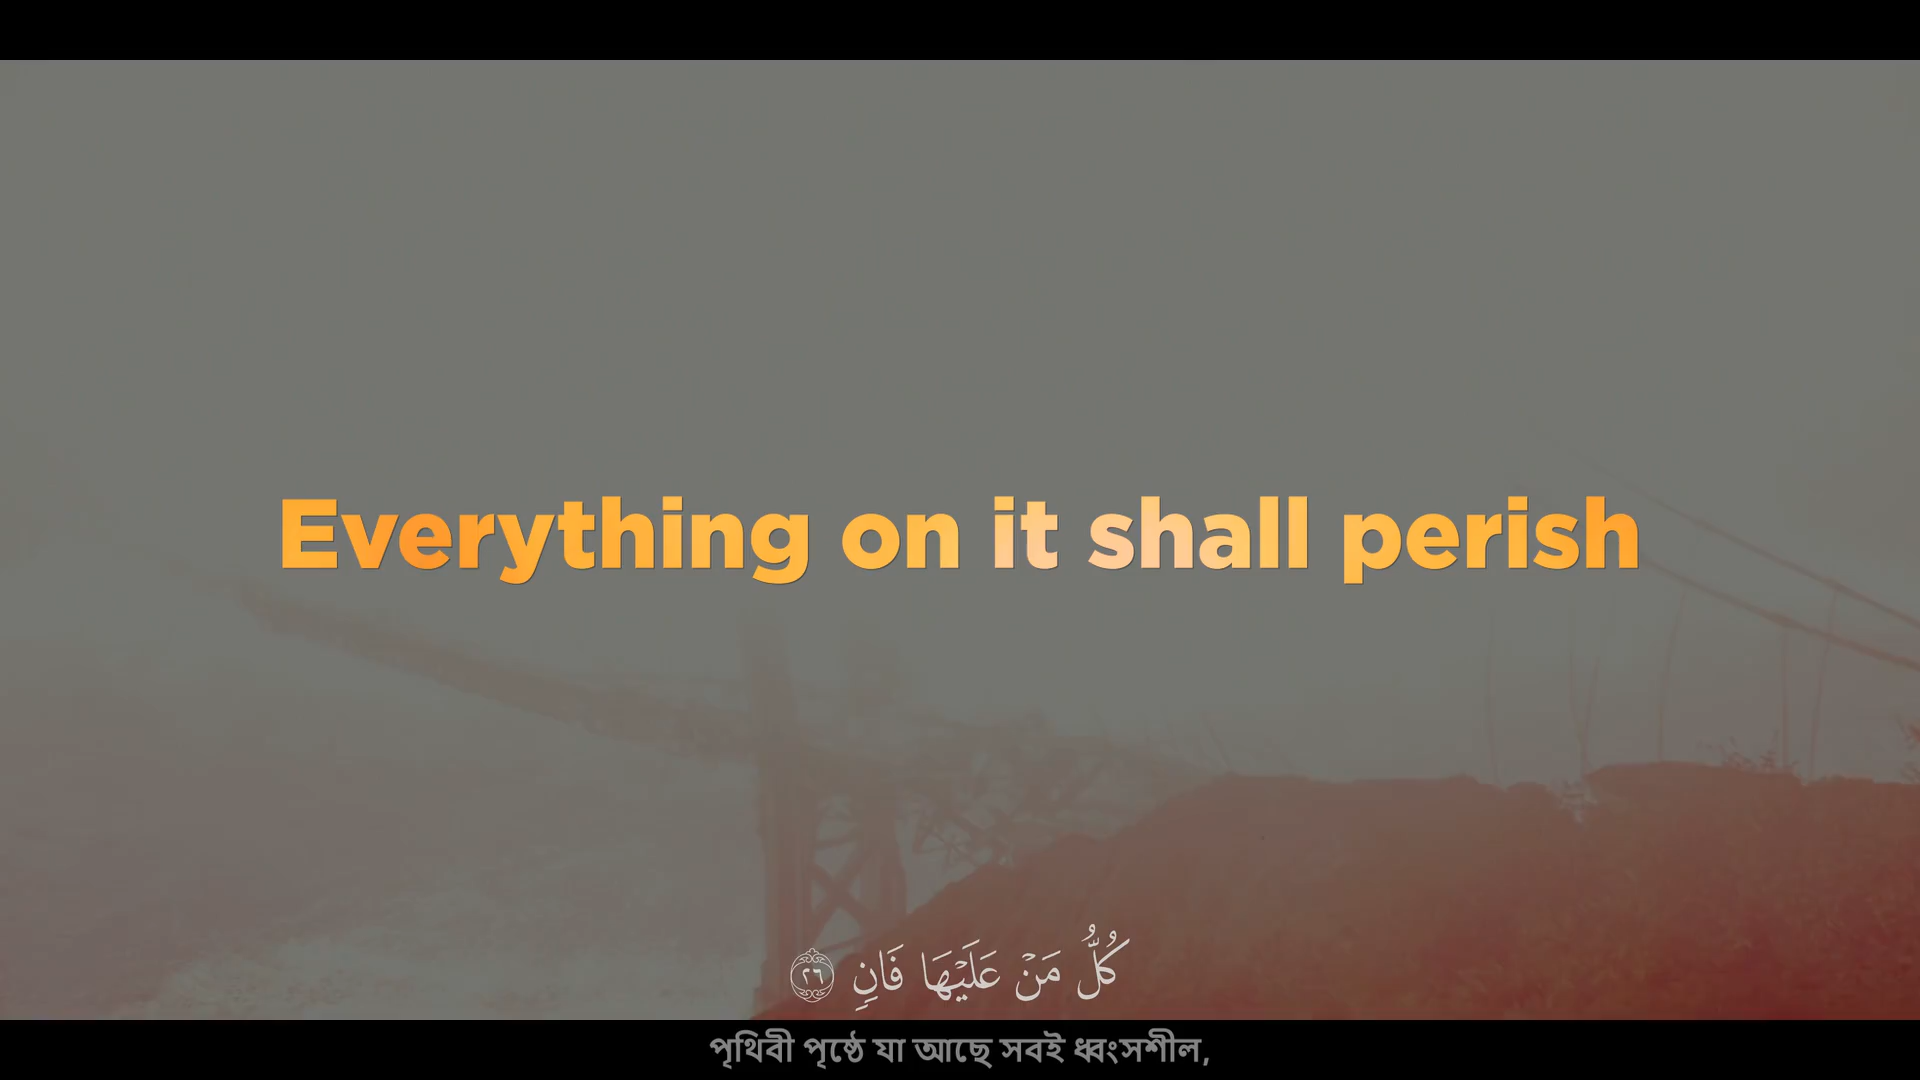 Everything on it shall perish
كُلُّ مَنْ عَلَيْهَا فَانٍ ٢٦
পৃথিবী পৃষ্ঠে যা আছে সবই ধ্বংসশীল,